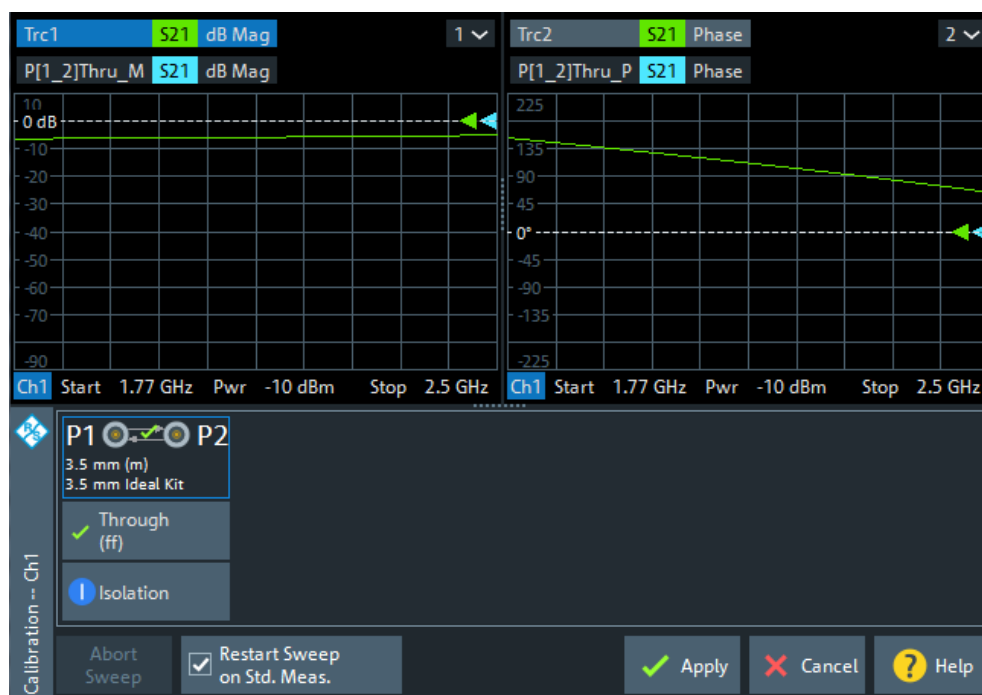 Trc1 S21 dB Mag 1
P[1_2]Thru_M S21 dB Mag
10
0 dB
-10
-20
-30
-40
-50
-60
-70
-90
Ch1 Start 1.77 GHz Pwr -10 dBm Stop 2.5 GHz
Trc2 S21 Phase 2
P[1_2]Thru_P S21 Phase
225
135
90
45
0°
-45
-90
-135
-225
Ch1 Start 1.77 GHz Pwr -10 dBm Stop 2.5 GHz
R&S
Calibration -- Ch1
P1 P2
3.5 mm (m)
3.5 mm Ideal Kit
Through
(ff)
I Isolation
Abort
Sweep
Restart Sweep
on Std. Meas.
Apply
Cancel
? Help